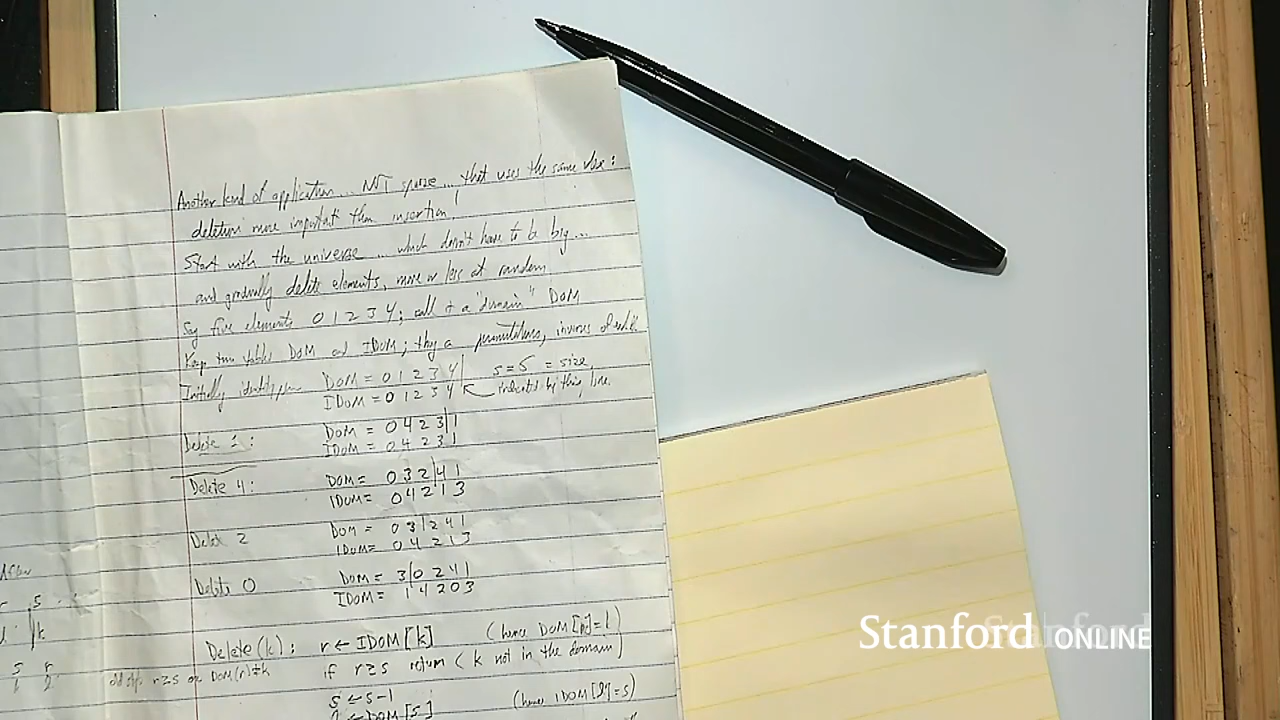 Another kind of application ... NOT sparse ... that uses the same idea:
deletion more important than insertion,
Start with the universe ... which doesn't have to be big ...
and gradually delete elements, more or less at random
Say five elements 0 1 2 3 4; call it a "domain" DOM
Keep two tables DOM and IDOM; they're permutations, inverses of each
Initially identity perm DOM = 0 1 2 3 4| s = 5 = size,
IDOM = 0 1 2 3 4 indicated by this line
Delete 1: DOM = 0 4 2 3|1
IDOM = 0 4 2 3 1
Delete 4: DOM = 0 3 2|4 1
IDOM = 0 4 2 1 3
Delete 2 DOM = 0 3|2 4 1
IDOM = 0 4 2 1 3
Delete 0 DOM = 3|0 2 4 1
IDOM = 1 4 2 0 3
Delete(k): r ← IDOM[k] (hence DOM[r]=k)
if r≥s return (k not in the domain)
s ← s-1 (hence IDOM[l]=s)
l ← DOM[s]
r s
k
s r
r≥s or DOM(r)≠k
Stanford ONLINE